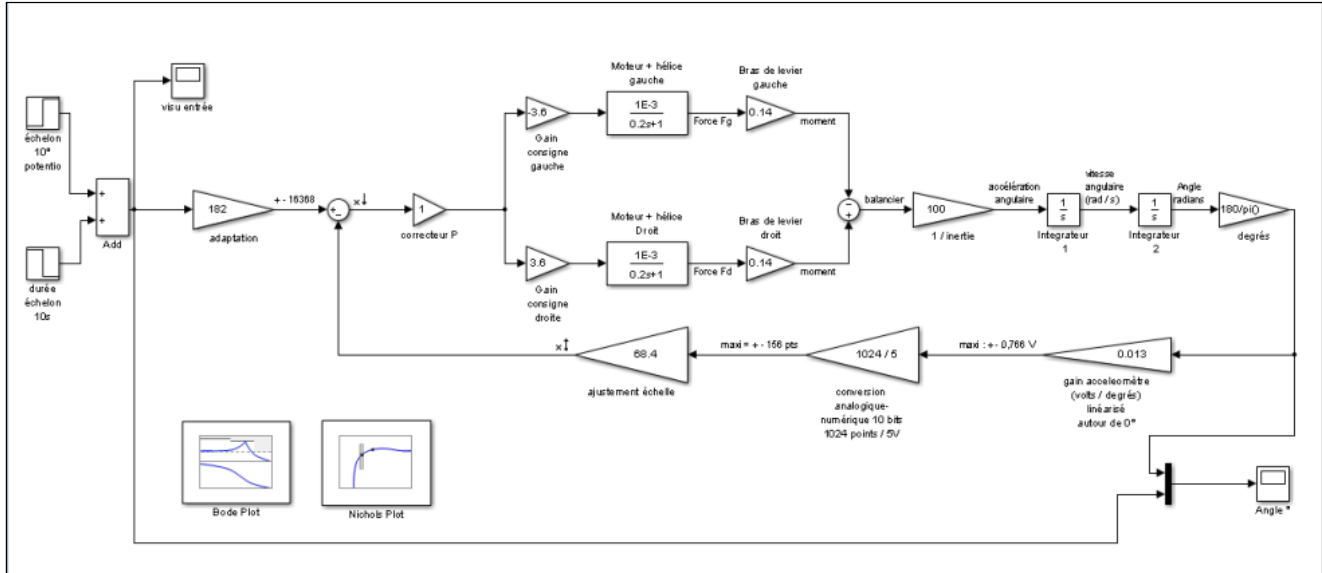 visu entrée
échelon
10°
potentio
durée
échelon
10s
+
+
Add
182
adaptation
+ - 16368
+
-
x↓
1
correcteur P
-3.6
Gain
consigne
gauche
Moteur + hélice
gauche
1E-3
0.2s+1
Force Fg
Bras de levier
gauche
0.14
moment
3.6
Gain
consigne
droite
Moteur + hélice
Droit
1E-3
0.2s+1
Force Fd
Bras de levier
droit
0.14
moment
-
+
balancier
100
1 / inertie
accélération
angulaire
1
s
Integrateur
1
vitesse
angulaire
(rad / s)
1
s
Integrateur
2
Angle
radians
180/pi()
degrés
0.013
gain acceleomètre
(volts / degrés)
linéarisé
autour de 0°
maxi : + - 0,766 V
1024 / 5
conversion
analogique-
numérique 10 bits
1024 points / 5V
maxi = + - 156 pts
68.4
ajustement échelle
x↕
Bode Plot
Nichols Plot
Angle °